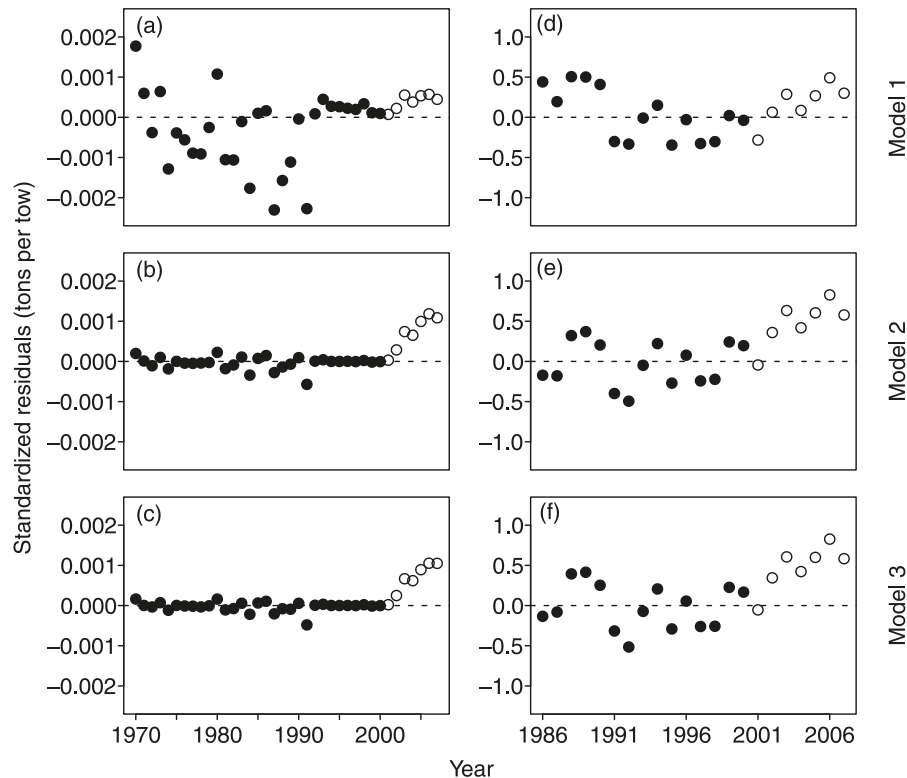 Standardized residuals (tons per tow)
(a)
0.002
0.001
0.000
−0.001
−0.002
(d)
1.0
0.5
0.0
−0.5
−1.0
Model 1
(b)
0.002
0.001
0.000
−0.001
−0.002
(e)
1.0
0.5
0.0
−0.5
−1.0
Model 2
(c)
0.002
0.001
0.000
−0.001
−0.002
(f)
1.0
0.5
0.0
−0.5
−1.0
Model 3
1970 1980 1990 2000
1986 1991 1996 2001 2006
Year